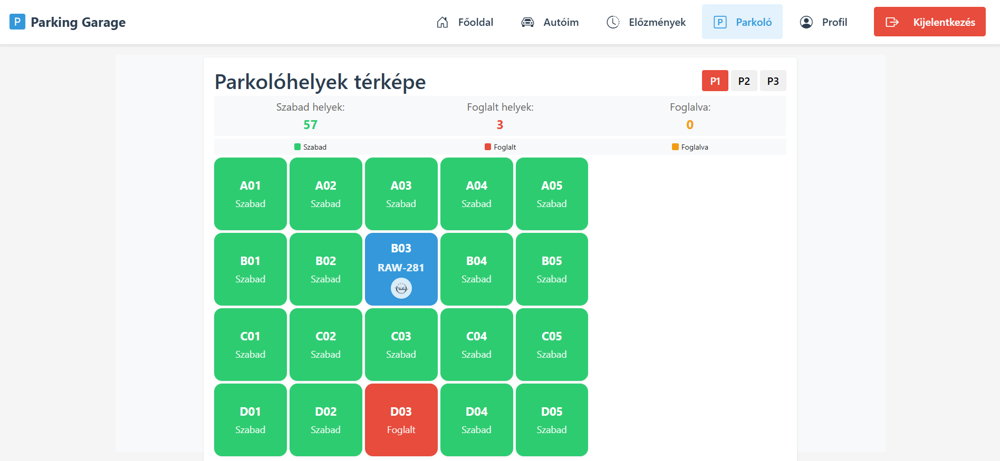 P Parking Garage
Főoldal
Autóim
Előzmények
P Parkoló
Profil
Kijelentkezés
Parkolóhelyek térképe
P1 P2 P3
Szabad helyek: Foglalt helyek: Foglalva:
57 3 0
Szabad Foglalt Foglalva
A01 A02 A03 A04 A05
Szabad Szabad Szabad Szabad Szabad
B03
RAW-281
B01 B02 B04 B05
Szabad Szabad Szabad Szabad
C01 C02 C03 C04 C05
Szabad Szabad Szabad Szabad Szabad
D01 D02 D03 D04 D05
Szabad Szabad Foglalt Szabad Szabad